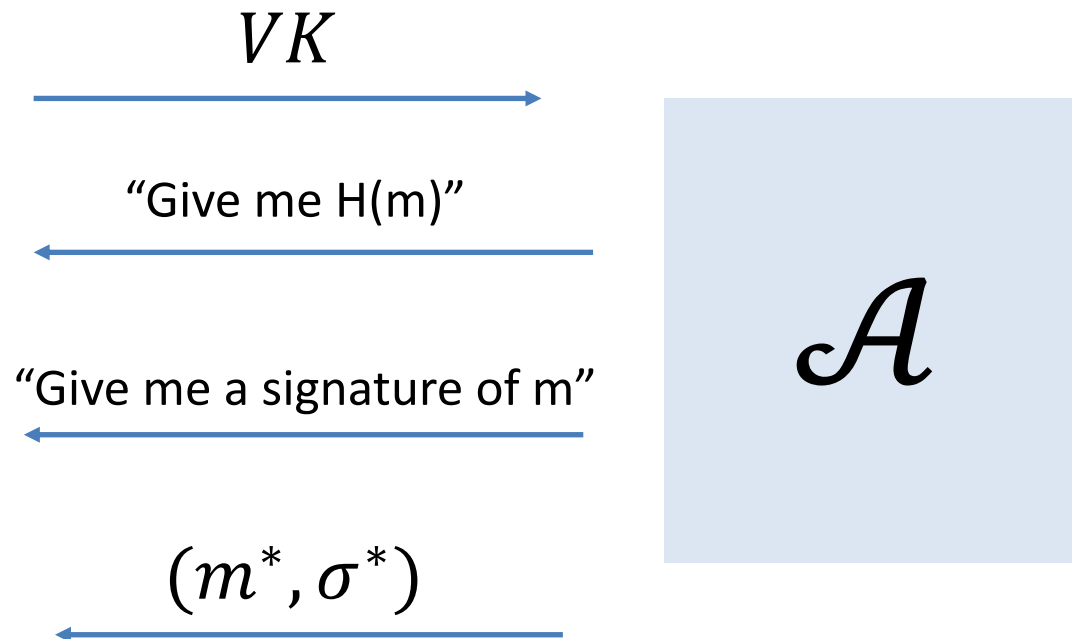 VK
“Give me H(m)”
“Give me a signature of m”
𝒜
(m*, σ*)